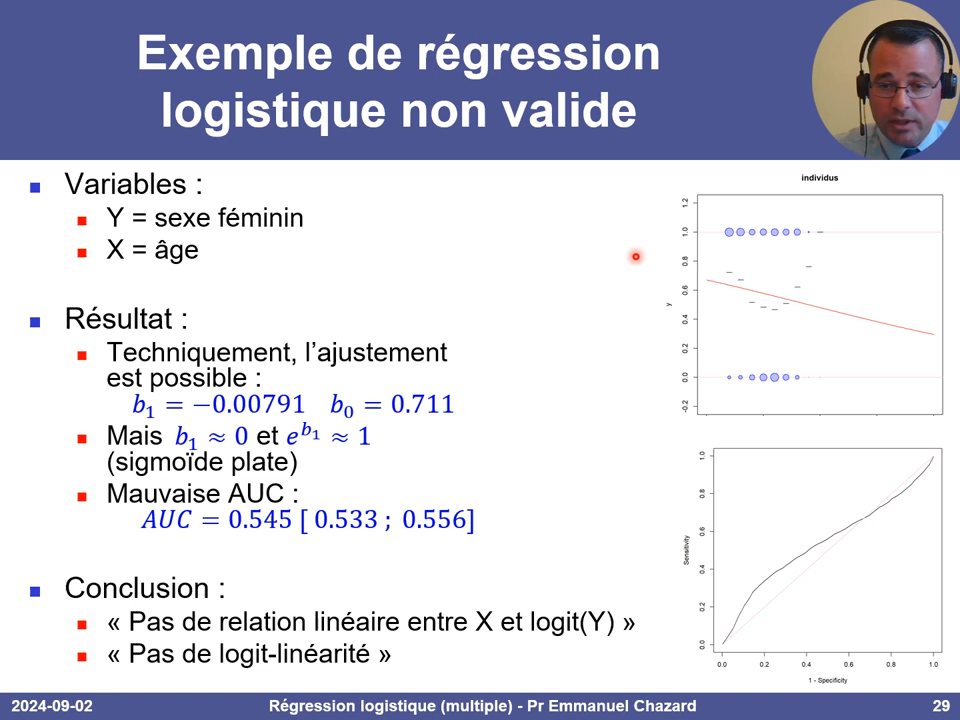 Exemple de régression
logistique non valide
Variables :
Y = sexe féminin
X = âge
Résultat :
Techniquement, l’ajustement
est possible :
b₁ = −0.00791 b₀ = 0.711
Mais b₁ ≈ 0 et e^b₁ ≈ 1
(sigmoïde plate)
Mauvaise AUC :
AUC = 0.545 [ 0.533 ; 0.556]
Conclusion :
« Pas de relation linéaire entre X et logit(Y) »
« Pas de logit-linéarité »
individus
1.2
1.0
0.8
0.6
0.4
0.2
0.0
-0.2
y
1.0
0.8
0.6
0.4
0.2
0.0
Sensitivity
0.0 0.2 0.4 0.6 0.8 1.0
1 - Specificity
2024-09-02 Régression logistique (multiple) - Pr Emmanuel Chazard 29